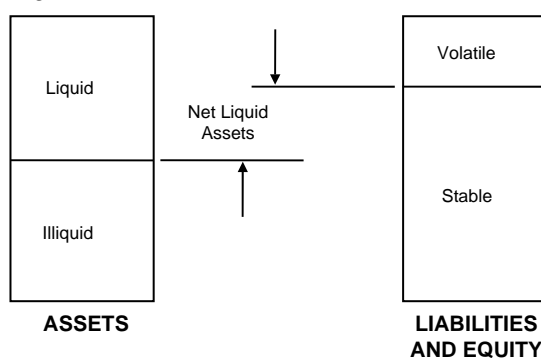 Volatile
Liquid
Net Liquid
Assets
Stable
Illiquid
ASSETS
LIABILITIES
AND EQUITY